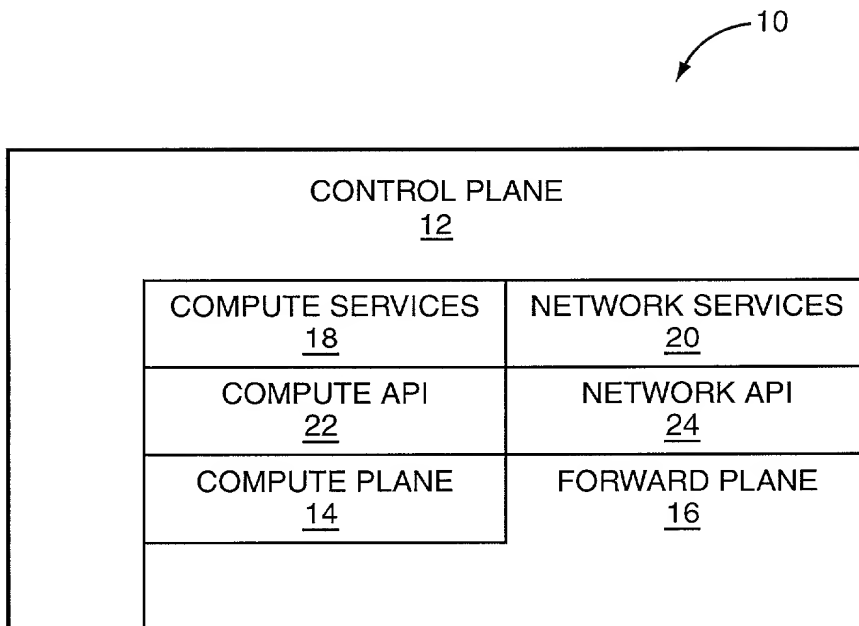 10
CONTROL PLANE
12
COMPUTE SERVICES
18
NETWORK SERVICES
20
COMPUTE API
22
NETWORK API
24
COMPUTE PLANE
14
FORWARD PLANE
16